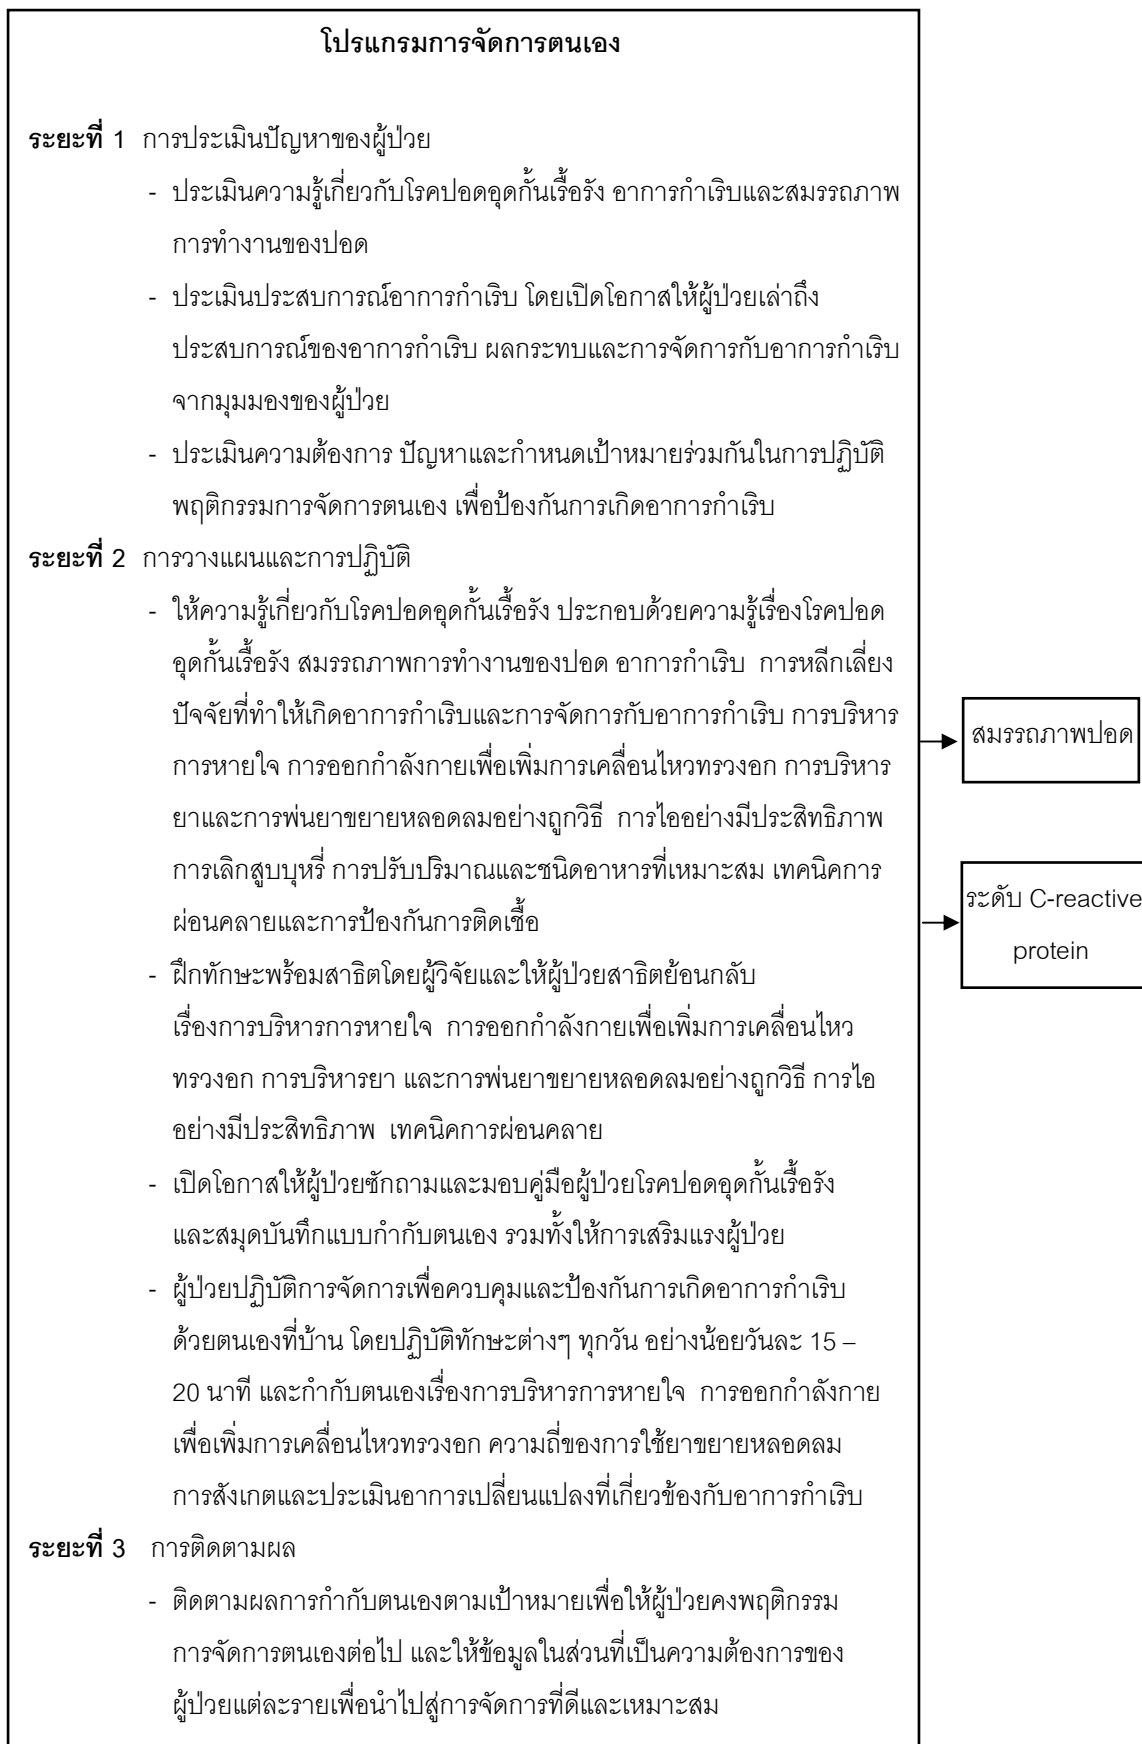 โปรแกรมการจัดการตนเอง
ระยะที่ 1 การประเมินปัญหาของผู้ป่วย
- ประเมินความรู้เกี่ยวกับโรคปอดอุดกั้นเรื้อรัง อาการกำเริบและสมรรถภาพ
การทำงานของปอด
- ประเมินประสบการณ์อาการกำเริบ โดยเปิดโอกาสให้ผู้ป่วยเล่าถึง
ประสบการณ์ของอาการกำเริบ ผลกระทบและการจัดการกับอาการกำเริบ
จากมุมมองของผู้ป่วย
- ประเมินความต้องการ ปัญหาและกำหนดเป้าหมายร่วมกันในการปฏิบัติ
พฤติกรรมการจัดการตนเอง เพื่อป้องกันการเกิดอาการกำเริบ
ระยะที่ 2 การวางแผนและการปฏิบัติ
- ให้ความรู้เกี่ยวกับโรคปอดอุดกั้นเรื้อรัง ประกอบด้วยความรู้เรื่องโรคปอด
อุดกั้นเรื้อรัง สมรรถภาพการทำงานของปอด อาการกำเริบ การหลีกเลี่ยง
ปัจจัยที่ทำให้เกิดอาการกำเริบและการจัดการกับอาการกำเริบ การบริหาร
การหายใจ การออกกำลังกายเพื่อเพิ่มการเคลื่อนไหวทรวงอก การบริหาร
ยาและการพ่นยาขยายหลอดลมอย่างถูกวิธี การไออย่างมีประสิทธิภาพ
การเลิกสูบบุหรี่ การปรับปริมาณและชนิดอาหารที่เหมาะสม เทคนิคการ
ผ่อนคลายและการป้องกันการติดเชื้อ
- ฝึกทักษะพร้อมสาธิตโดยผู้วิจัยและให้ผู้ป่วยสาธิตย้อนกลับ
เรื่องการบริหารการหายใจ การออกกำลังกายเพื่อเพิ่มการเคลื่อนไหว
ทรวงอก การบริหารยา และการพ่นยาขยายหลอดลมอย่างถูกวิธี การไอ
อย่างมีประสิทธิภาพ เทคนิคการผ่อนคลาย
- เปิดโอกาสให้ผู้ป่วยซักถามและมอบคู่มือผู้ป่วยโรคปอดอุดกั้นเรื้อรัง
และสมุดบันทึกแบบกำกับตนเอง รวมทั้งให้การเสริมแรงผู้ป่วย
- ผู้ป่วยปฏิบัติการจัดการเพื่อควบคุมและป้องกันการเกิดอาการกำเริบ
ด้วยตนเองที่บ้าน โดยปฏิบัติทักษะต่างๆ ทุกวัน อย่างน้อยวันละ 15 –
20 นาที และกำกับตนเองเรื่องการบริหารการหายใจ การออกกำลังกาย
เพื่อเพิ่มการเคลื่อนไหวทรวงอก ความถี่ของการใช้ยาขยายหลอดลม
การสังเกตและประเมินอาการเปลี่ยนแปลงที่เกี่ยวข้องกับอาการกำเริบ
ระยะที่ 3 การติดตามผล
- ติดตามผลการกำกับตนเองตามเป้าหมายเพื่อให้ผู้ป่วยคงพฤติกรรม
การจัดการตนเองต่อไป และให้ข้อมูลในส่วนที่เป็นความต้องการของ
ผู้ป่วยแต่ละรายเพื่อนำไปสู่การจัดการที่ดีและเหมาะสม
สมรรถภาพปอด
ระดับ C-reactive
protein